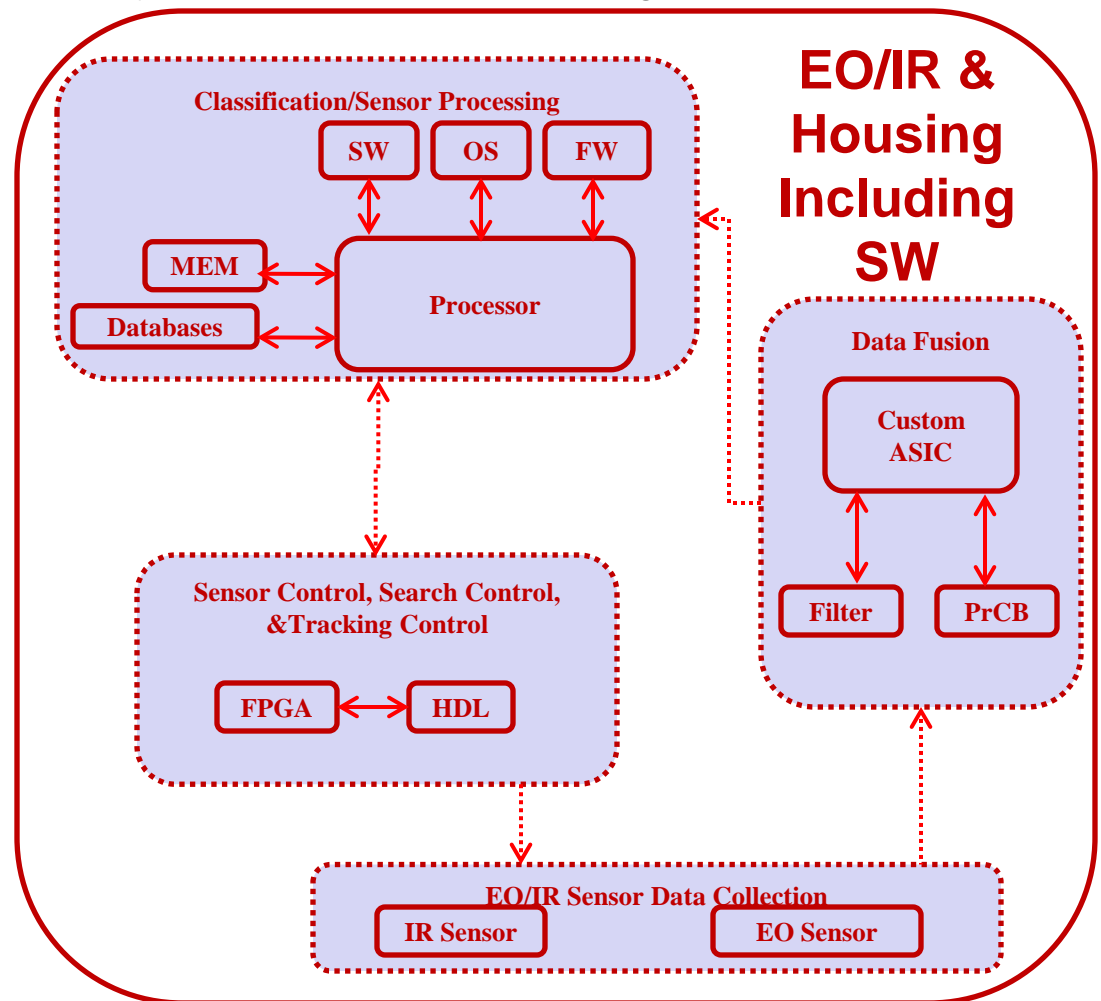 EO/IR &
Housing
Including
SW
Classification/Sensor Processing
SW
OS
FW
MEM
Databases
Processor
Data Fusion
Custom
ASIC
Filter
PrCB
Sensor Control, Search Control,
&Tracking Control
FPGA
HDL
EO/IR Sensor Data Collection
IR Sensor
EO Sensor